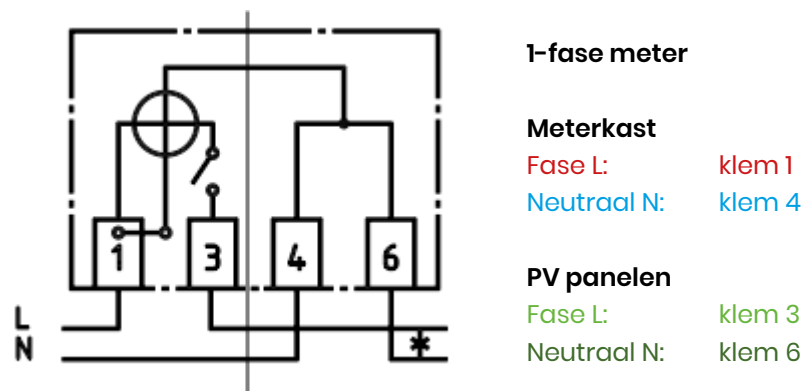 1-fase meter
Meterkast
Fase L: klem 1
Neutraal N: klem 4
PV panelen
Fase L: klem 3
Neutraal N: klem 6
1 3 4 6
L
N
*